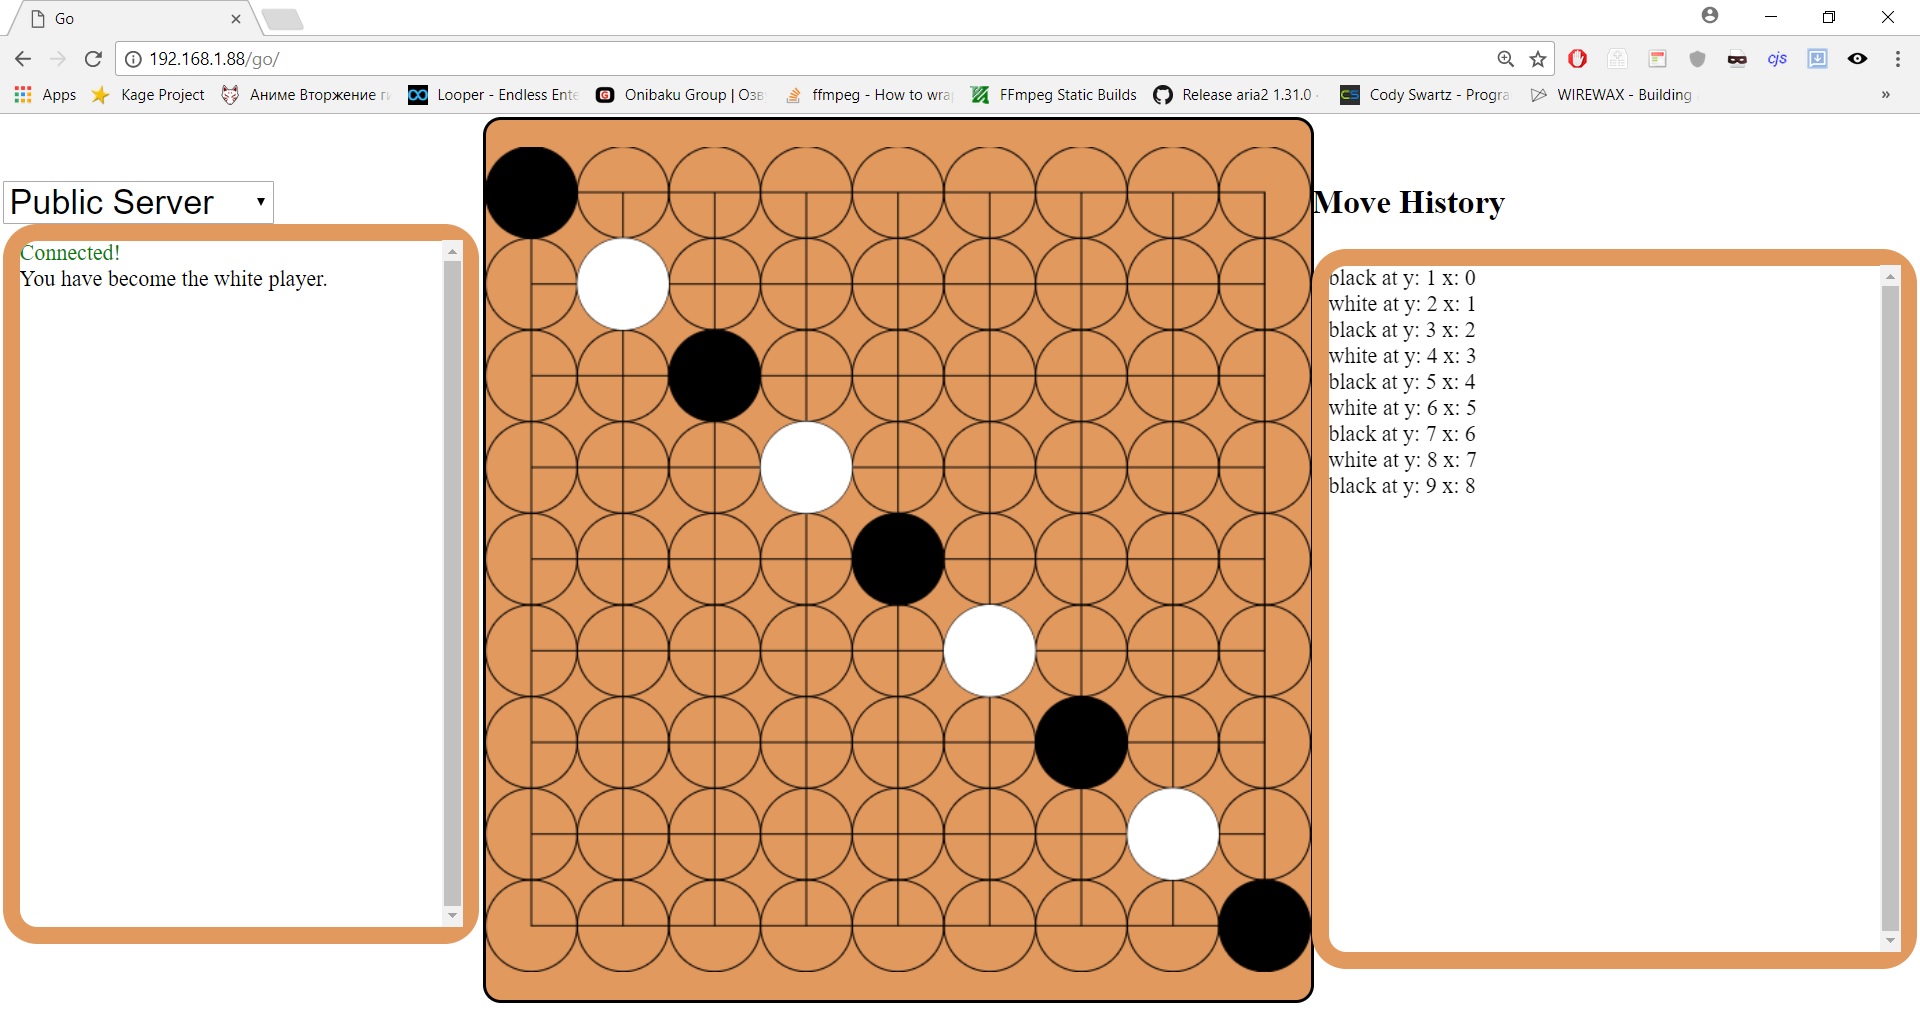 Go
192.168.1.88/go/
cjs
Apps Kage Project Аниме Вторжение Looper - Endless Ente Onibaku Group | Озв ffmpeg - How to wrap FFmpeg Static Builds Release aria2 1.31.0 CS Cody Swartz - Progra WIREWAX - Building »
Public Server
Connected!
You have become the white player.
Move History
black at y: 1 x: 0
white at y: 2 x: 1
black at y: 3 x: 2
white at y: 4 x: 3
black at y: 5 x: 4
white at y: 6 x: 5
black at y: 7 x: 6
white at y: 8 x: 7
black at y: 9 x: 8